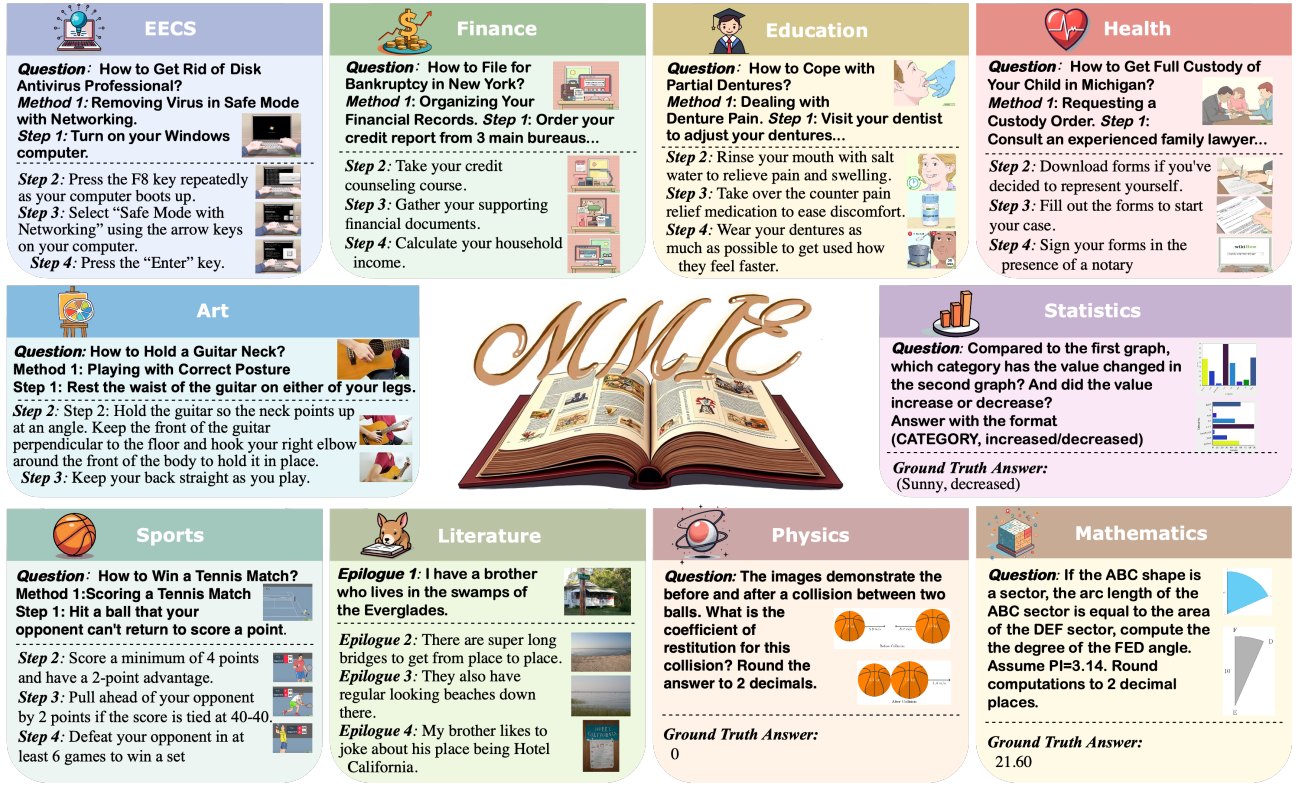 EECS
Question: How to Get Rid of Disk
Antivirus Professional?
Method 1: Removing Virus in Safe Mode
with Networking.
Step 1: Turn on your Windows
computer.
Step 2: Press the F8 key repeatedly
as your computer boots up.
Step 3: Select “Safe Mode with
Networking” using the arrow keys
on your computer.
Step 4: Press the “Enter” key.
Finance
Question: How to File for
Bankruptcy in New York?
Method 1: Organizing Your
Financial Records. Step 1: Order your
credit report from 3 main bureaus...
Step 2: Take your credit
counseling course.
Step 3: Gather your supporting
financial documents.
Step 4: Calculate your household
income.
Education
Question: How to Cope with
Partial Dentures?
Method 1: Dealing with
Denture Pain. Step 1: Visit your dentist
to adjust your dentures...
Step 2: Rinse your mouth with salt
water to relieve pain and swelling.
Step 3: Take over the counter pain
relief medication to ease discomfort.
Step 4: Wear your dentures as
much as possible to get used how
they feel faster.
Health
Question: How to Get Full Custody of
Your Child in Michigan?
Method 1: Requesting a
Custody Order. Step 1:
Consult an experienced family lawyer...
Step 2: Download forms if you've
decided to represent yourself.
Step 3: Fill out the forms to start
your case.
Step 4: Sign your forms in the
presence of a notary
wikiHow
Art
Question: How to Hold a Guitar Neck?
Method 1: Playing with Correct Posture
Step 1: Rest the waist of the guitar on either of your legs.
Step 2: Step 2: Hold the guitar so the neck points up
at an angle. Keep the front of the guitar
perpendicular to the floor and hook your right elbow
around the front of the body to hold it in place.
Step 3: Keep your back straight as you play.
MMIE
Statistics
Question: Compared to the first graph,
which category has the value changed in
the second graph? And did the value
increase or decrease?
Answer with the format
(CATEGORY, increased/decreased)
Ground Truth Answer:
(Sunny, decreased)
Sports
Question: How to Win a Tennis Match?
Method 1:Scoring a Tennis Match
Step 1: Hit a ball that your
opponent can't return to score a point.
Step 2: Score a minimum of 4 points
and have a 2-point advantage.
Step 3: Pull ahead of your opponent
by 2 points if the score is tied at 40-40.
Step 4: Defeat your opponent in at
least 6 games to win a set
Literature
Epilogue 1: I have a brother
who lives in the swamps of
the Everglades.
Epilogue 2: There are super long
bridges to get from place to place.
Epilogue 3: They also have
regular looking beaches down
there.
Epilogue 4: My brother likes to
joke about his place being Hotel
California.
Physics
Question: The images demonstrate the
before and after a collision between two
balls. What is the
coefficient of
restitution for this
collision? Round the
answer to 2 decimals.
Before Collision
After Collision
Ground Truth Answer:
0
Mathematics
Question: If the ABC shape is
a sector, the arc length of the
ABC sector is equal to the area
of the DEF sector, compute the
degree of the FED angle.
Assume PI=3.14. Round
computations to 2 decimal
places.
F
D
10
E
Ground Truth Answer:
21.60